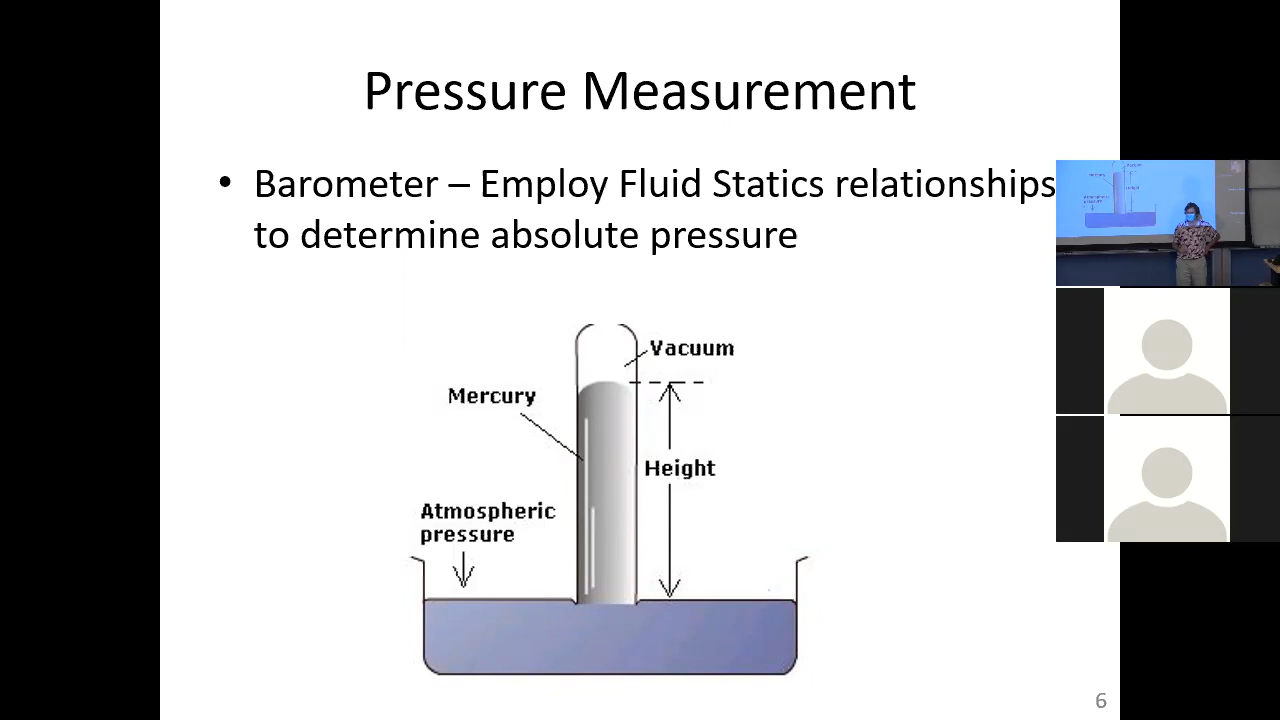 Pressure Measurement
• Barometer – Employ Fluid Statics relationships
to determine absolute pressure
Vacuum
Mercury
Height
Atmospheric
pressure
6